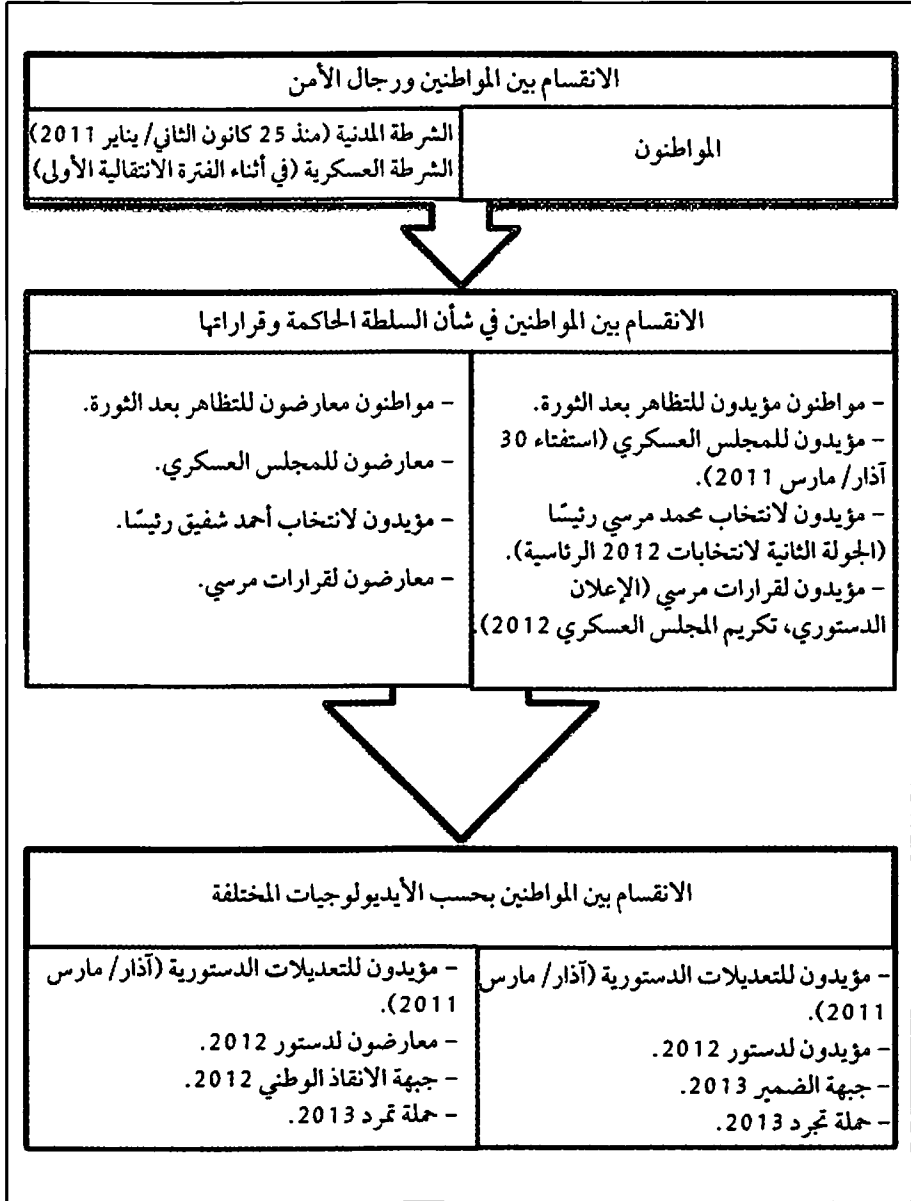 الانقسام بين المواطنين ورجال الأمن
المواطنون
الشرطة المدنية (منذ 25 كانون الثاني/ يناير 2011)
الشرطة العسكرية (في أثناء الفترة الانتقالية الأولى)
الانقسام بين المواطنين في شأن السلطة الحاكمة وقراراتها
– مواطنون مؤيدون للتظاهر بعد الثورة.
– مؤيدون للمجلس العسكري (استفتاء 30
آذار/ مارس 2011).
– مؤيدون لانتخاب محمد مرسي رئيسًا
(الجولة الثانية لانتخابات 2012 الرئاسية).
– مؤيدون لقرارات مرسي (الإعلان
الدستوري، تكريم المجلس العسكري 2012).
– مواطنون معارضون للتظاهر بعد الثورة.
– معارضون للمجلس العسكري.
– مؤيدون لانتخاب أحمد شفيق رئيسًا.
– معارضون لقرارات مرسي.
الانقسام بين المواطنين بحسب الأيديولوجيات المختلفة
– مؤيدون للتعديلات الدستورية (آذار/ مارس
2011).
– مؤيدون لدستور 2012.
– جبهة الضمير 2013.
– حملة تجرد 2013.
– مؤيدون للتعديلات الدستورية (آذار/ مارس
2011).
– معارضون لدستور 2012.
– جبهة الانقاذ الوطني 2012.
– حملة تمرد 2013.